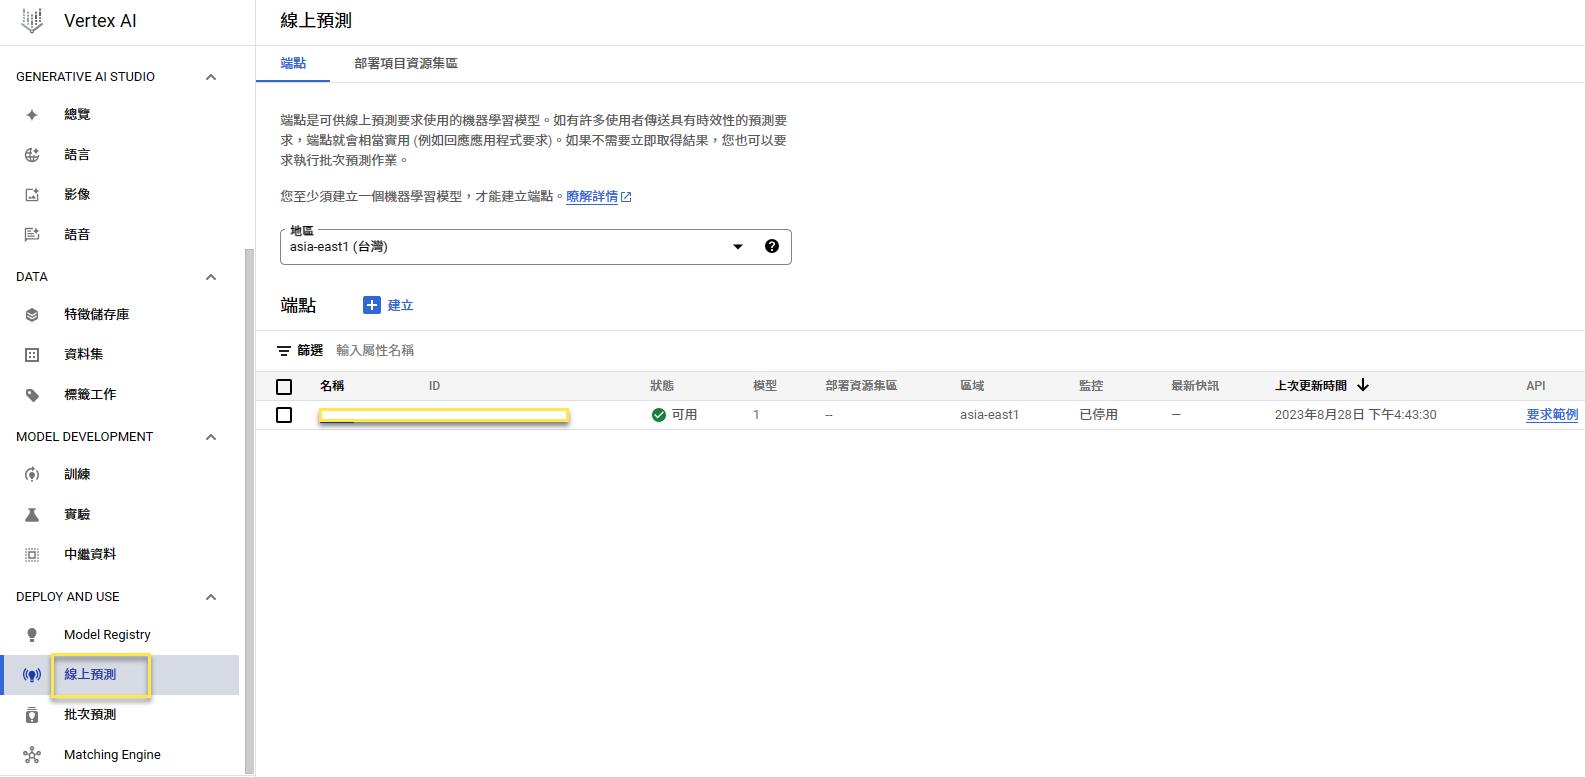 Vertex AI
GENERATIVE AI STUDIO
總覽
語言
影像
語音
DATA
特徵儲存庫
資料集
標籤工作
MODEL DEVELOPMENT
訓練
實驗
中繼資料
DEPLOY AND USE
Model Registry
線上預測
批次預測
Matching Engine
線上預測
端點 部署項目資源集區
端點是可供線上預測要求使用的機器學習模型。如有許多使用者傳送具有時效性的預測要
求，端點就會相當實用 (例如回應應用程式要求)。如果不需要立即取得結果，您也可以要
求執行批次預測作業。
您至少須建立一個機器學習模型，才能建立端點。瞭解詳情
地區
asia-east1 (台灣)
端點 建立
篩選 輸入屬性名稱
名稱 ID 狀態 模型 部署資源集區 區域 監控 最新快訊 上次更新時間 API
可用 1 -- asia-east1 已停用 — 2023年8月28日 下午4:43:30 要求範例